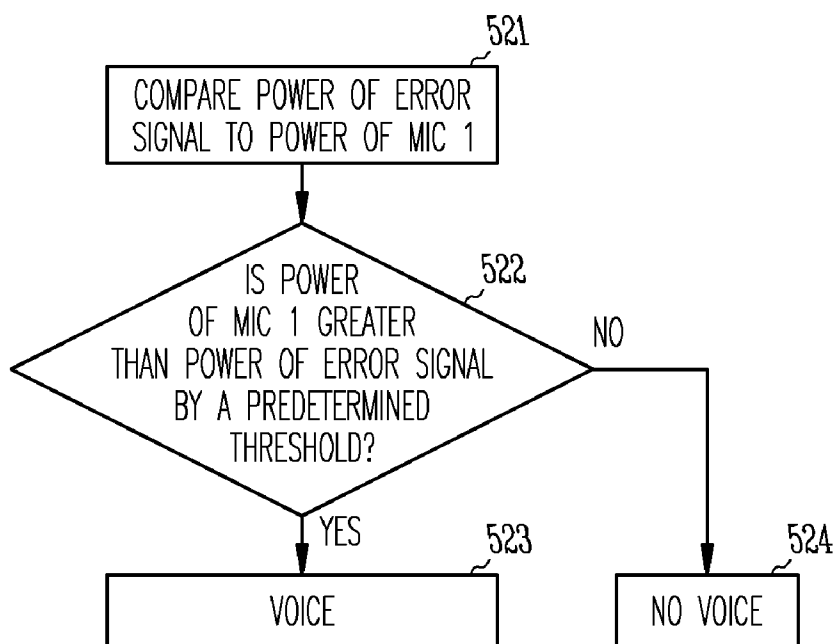 521
COMPARE POWER OF ERROR
SIGNAL TO POWER OF MIC 1
522
IS POWER
OF MIC 1 GREATER
THAN POWER OF ERROR SIGNAL
BY A PREDETERMINED
THRESHOLD?
NO
YES
523
VOICE
524
NO VOICE